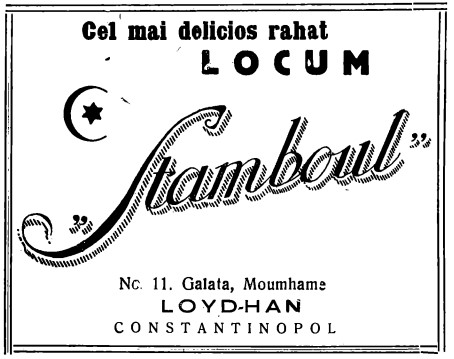 Cel mai delicios rahat
LOCUM
„Stamboul”
No. 11. Galata, Moumhame
LOYD-HAN
CONSTANTINOPOL